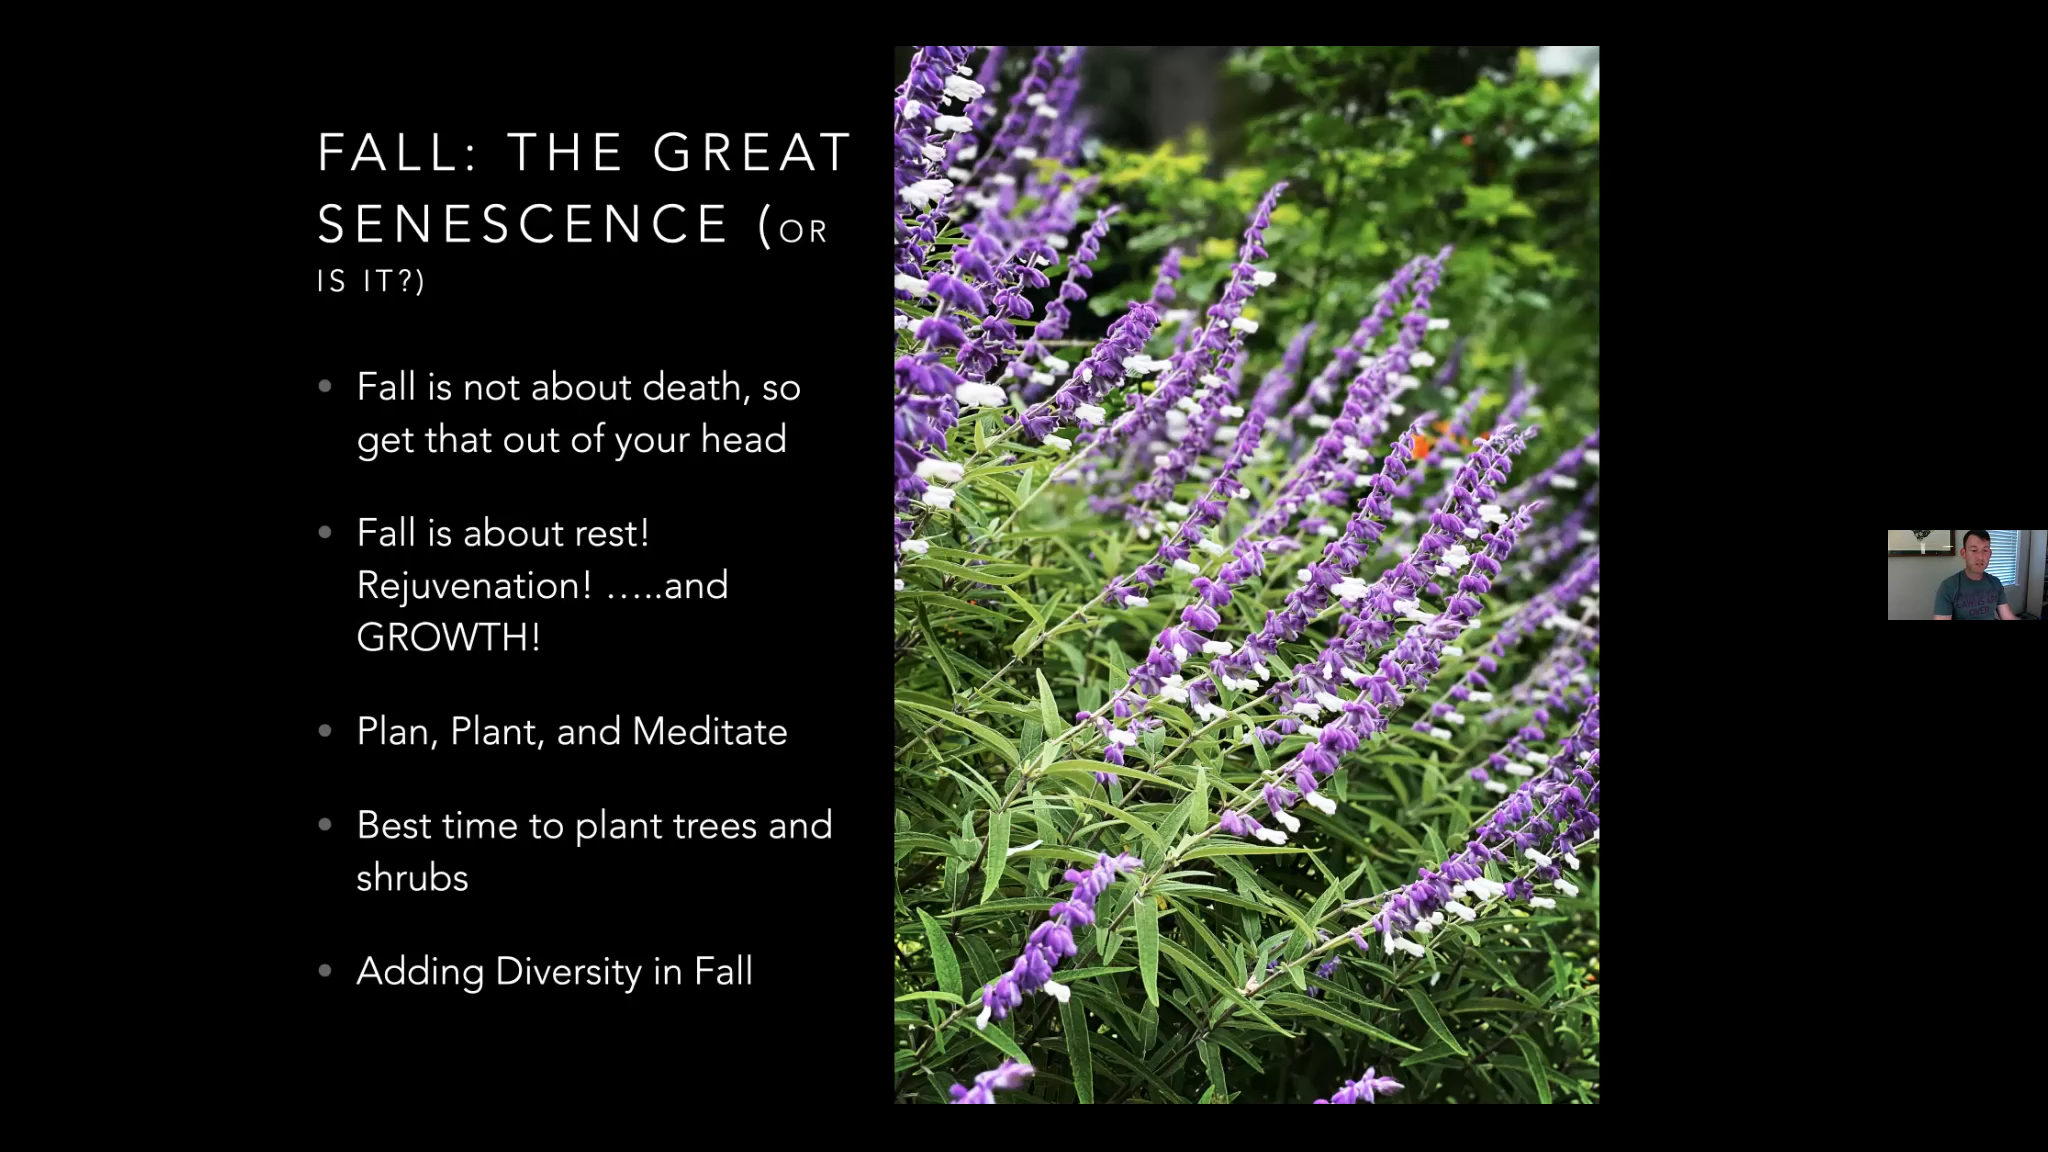 FALL: THE GREAT
SENESCENCE (OR
IS IT?)
• Fall is not about death, so
get that out of your head
• Fall is about rest!
Rejuvenation! .....and
GROWTH!
• Plan, Plant, and Meditate
• Best time to plant trees and
shrubs
• Adding Diversity in Fall